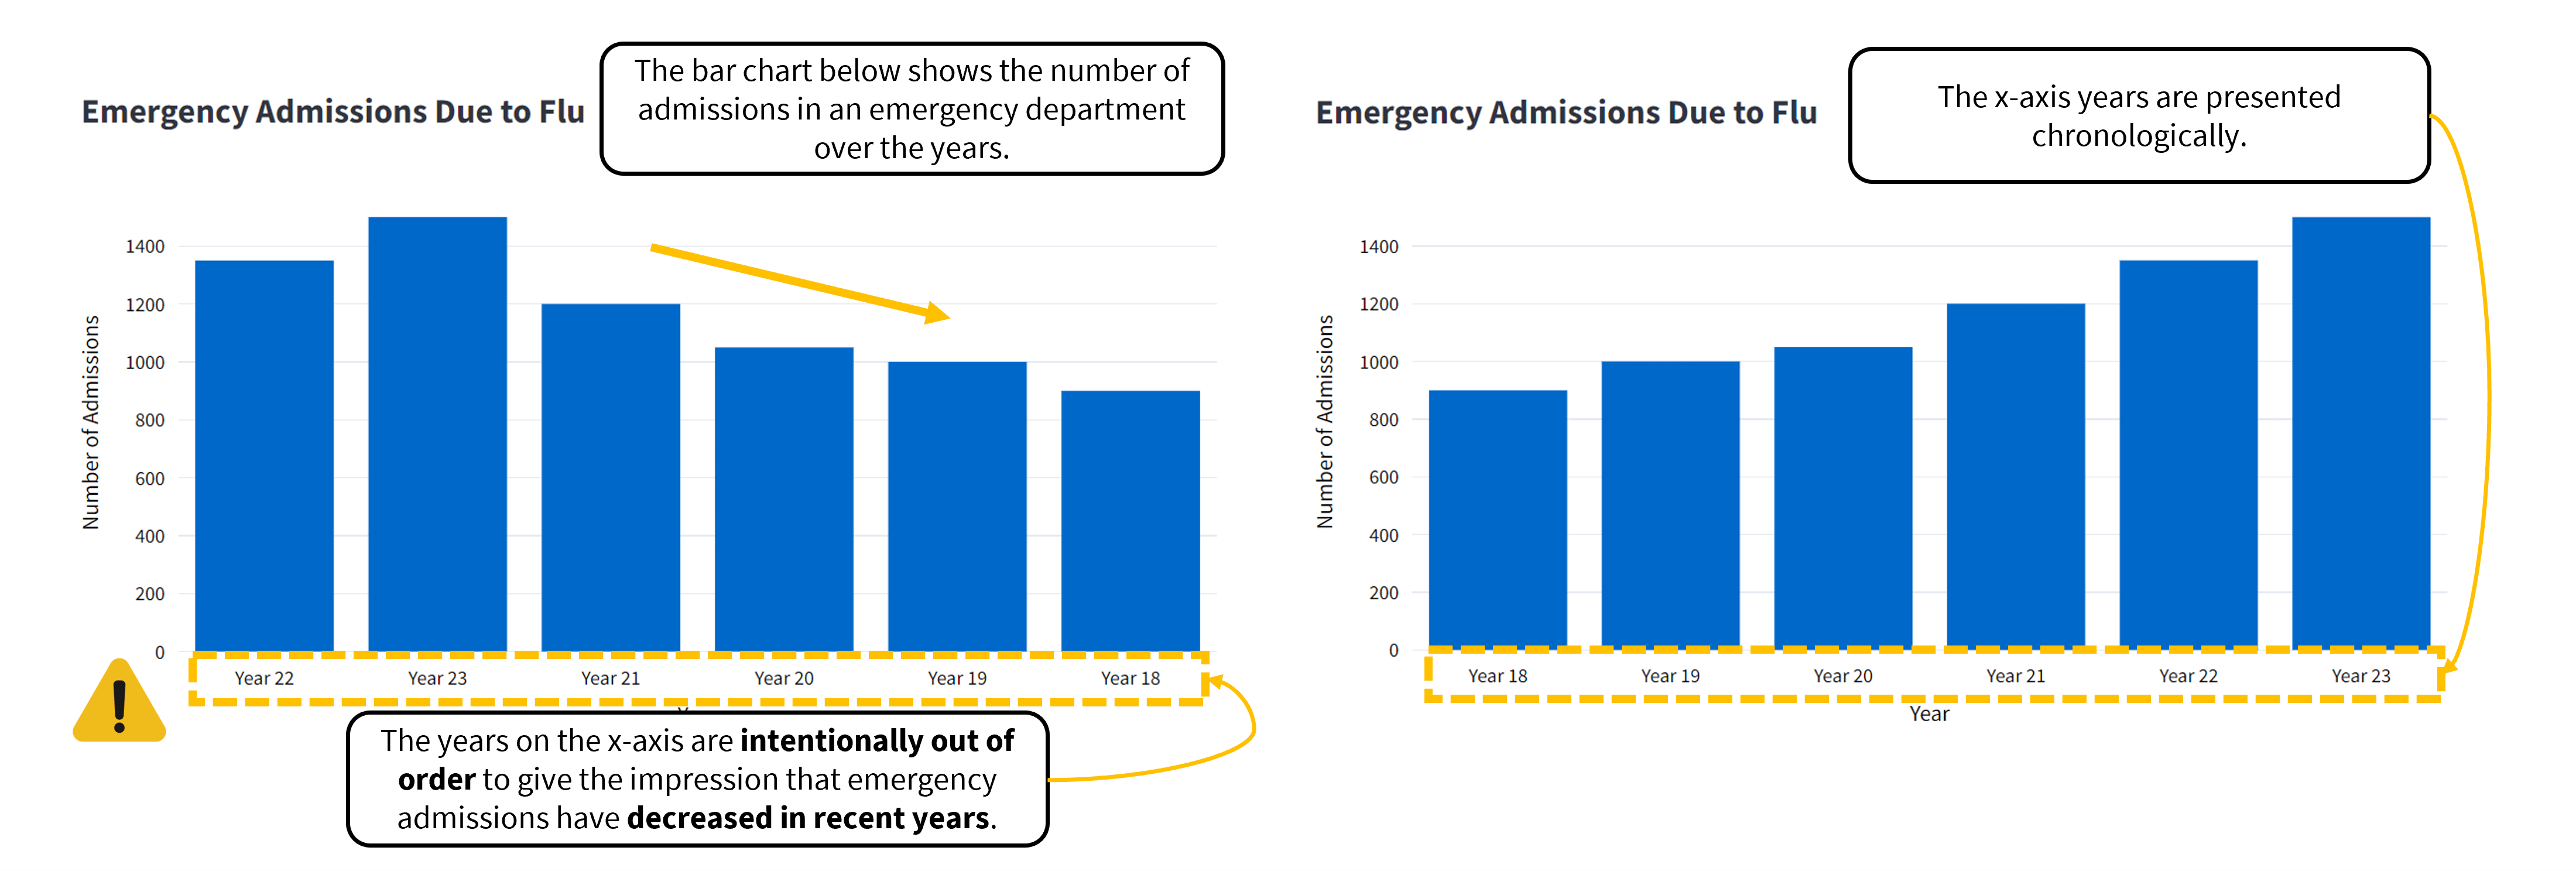 Emergency Admissions Due to Flu
The bar chart below shows the number of
admissions in an emergency department
over the years.
Number of Admissions
1400
1200
1000
800
600
400
200
0
Year 22
Year 23
Year 21
Year 20
Year 19
Year 18
The years on the x-axis are intentionally out of
order to give the impression that emergency
admissions have decreased in recent years.
Emergency Admissions Due to Flu
The x-axis years are presented
chronologically.
Number of Admissions
1400
1200
1000
800
600
400
200
0
Year 18
Year 19
Year 20
Year 21
Year 22
Year 23
Year